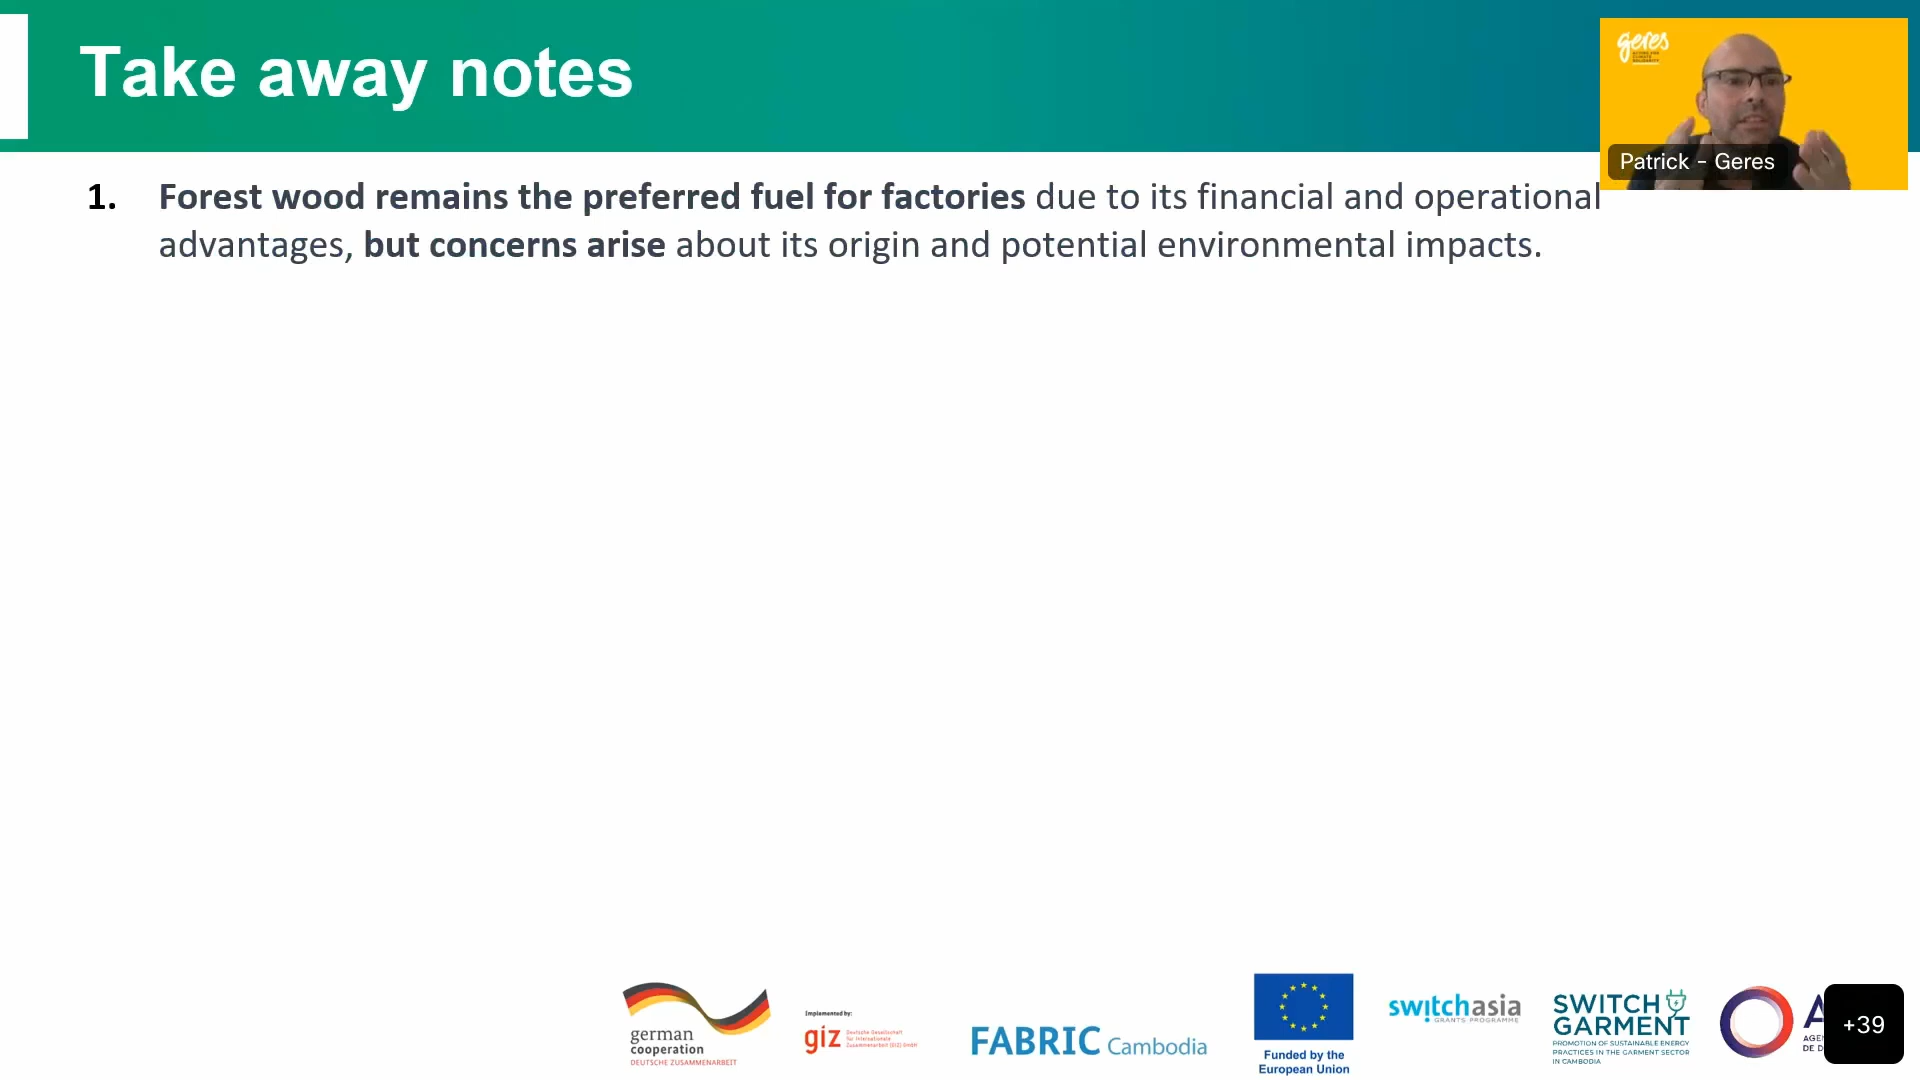 Take away notes
geres
Patrick - Geres
1. Forest wood remains the preferred fuel for factories due to its financial and operational
advantages, but concerns arise about its origin and potential environmental impacts.
german
cooperation
DEUTSCHE ZUSAMMENARBEIT
Implemented by:
giz Deutsche Gesellschaft
für Internationale
Zusammenarbeit (GIZ) GmbH
FABRIC Cambodia
Funded by the
European Union
switchasia
GRANTS PROGRAMME
SWITCH
GARMENT
PROMOTION OF SUSTAINABLE ENERGY
PRACTICES IN THE GARMENT SECTOR
IN CAMBODIA
A
AGE
DE D
+39